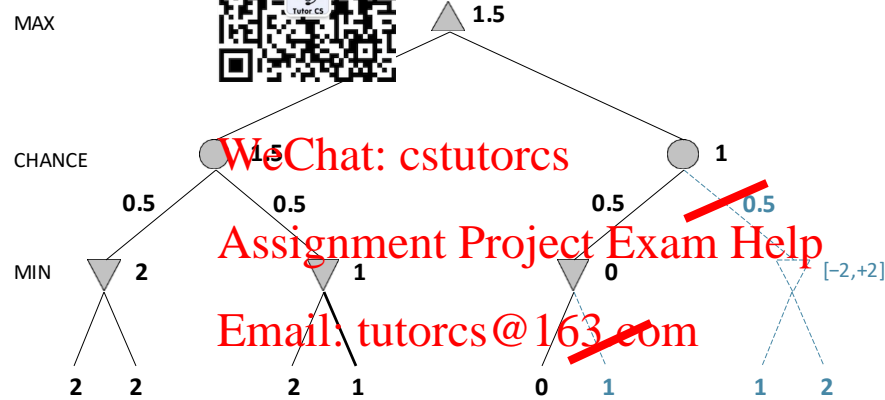 Tutor CS
MAX
1.5
CHANCE
1.5
1
WeChat: cstutorcs
0.5
0.5
0.5
0.5
Assignment Project Exam Help
MIN
2
1
0
[−2,+2]
Email: tutorcs@163.com
2
2
2
1
0
1
1
2